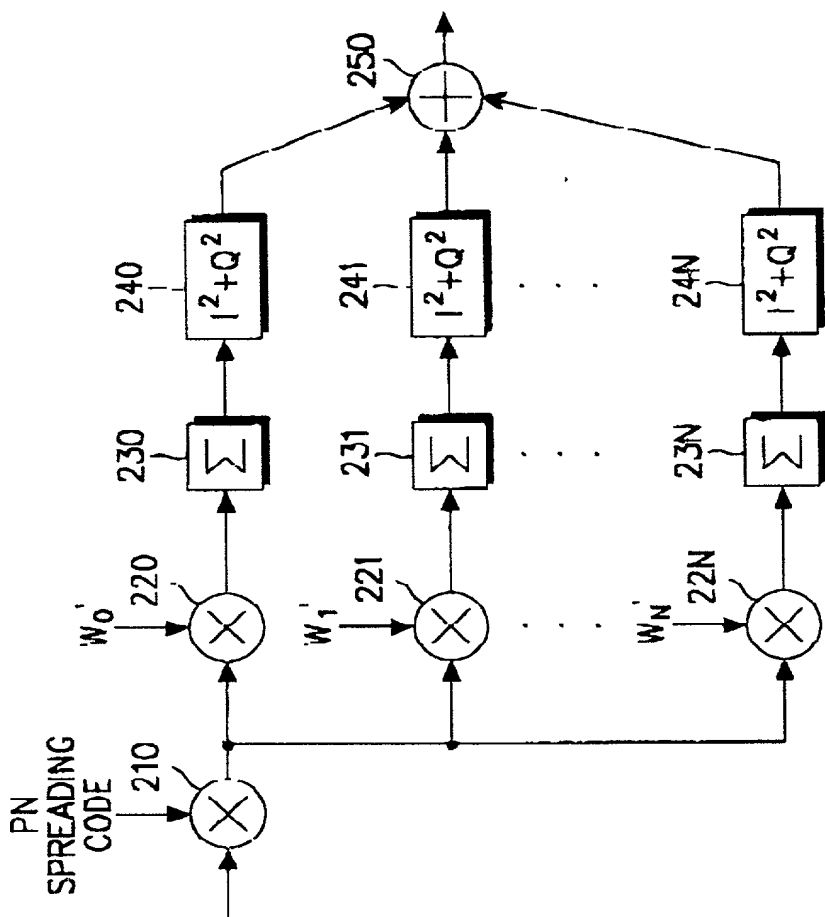 PN
SPREADING
CODE
210
W0'
220
230
240
Σ
I²+Q²
250
W1'
221
231
241
Σ
I²+Q²
. . .
. . .
. . .
WN'
22N
23N
24N
Σ
I²+Q²